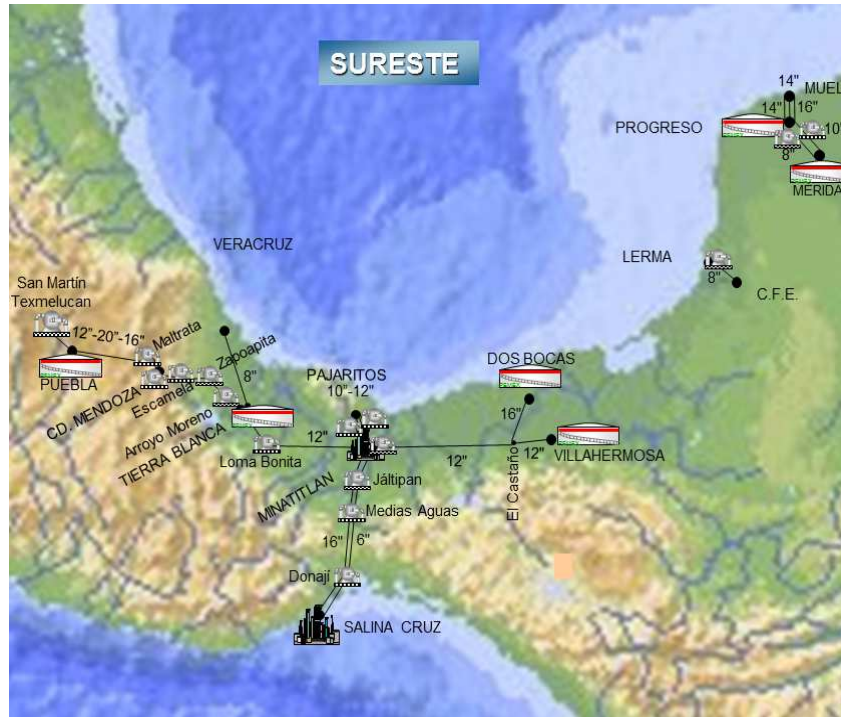 SURESTE
14"
MUEL
14"
16"
PROGRESO
10"
8"
MÉRIDA
VERACRUZ
LERMA
8"
C.F.E.
San Martín
Texmelucan
12"-20"-16"
Maltrata
Zapoapita
PUEBLA
CD. MENDOZA
Escamela
8"
PAJARITOS
10"-12"
DOS BOCAS
16"
Arroyo Moreno
TIERRA BLANCA
12"
Loma Bonita
12"
El Castaño
12"
VILLAHERMOSA
MINATITLAN
Jáltipan
Medias Aguas
16"
6"
Donají
SALINA CRUZ